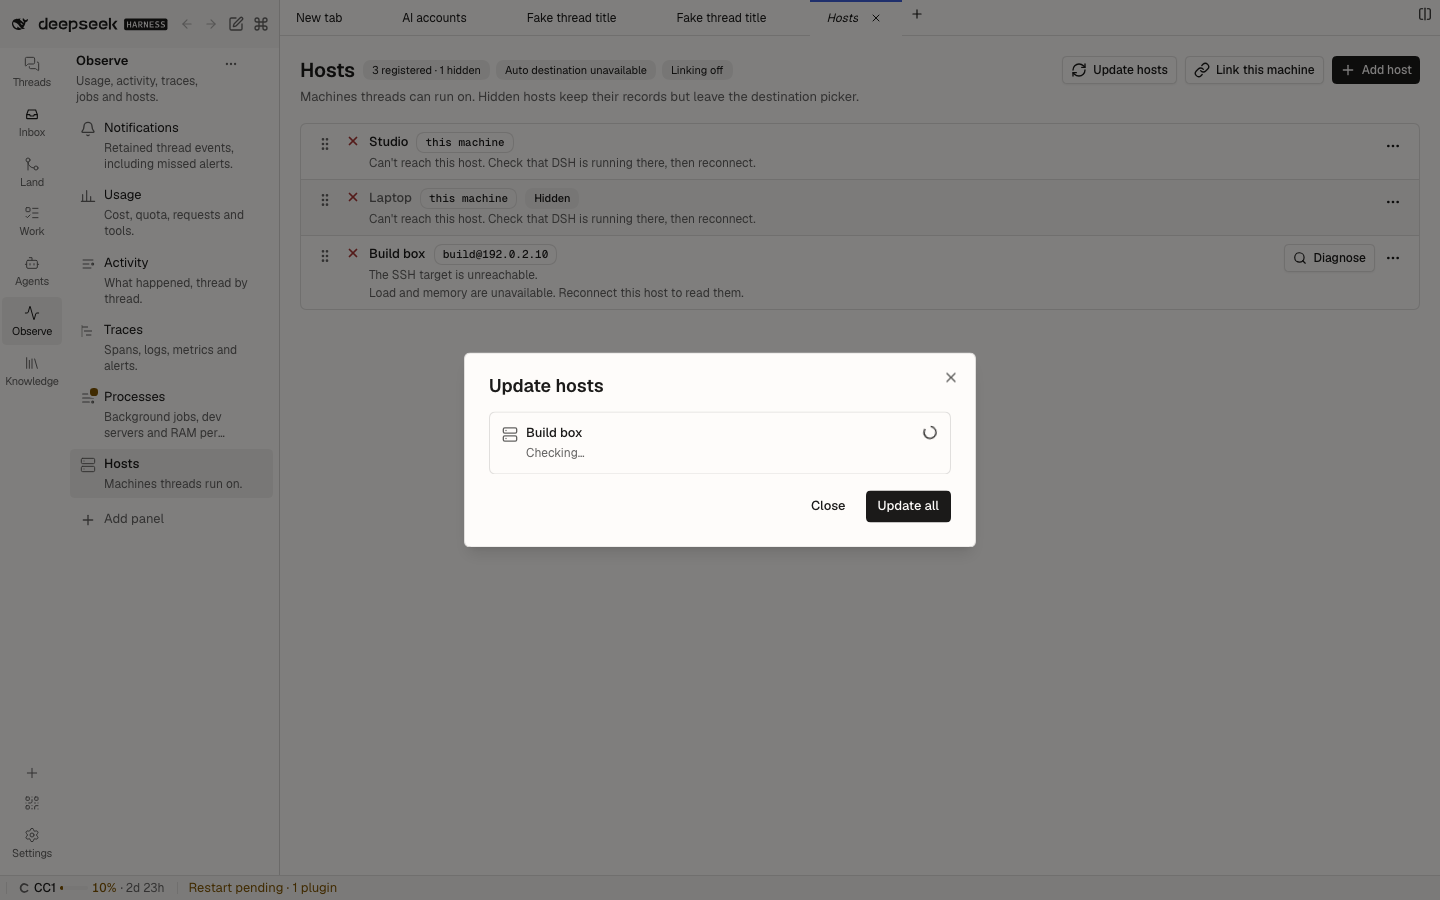 deepseek HARNESS
New tab
AI accounts
Fake thread title
Fake thread title
Hosts
Threads
Inbox
Land
Work
Agents
Observe
Knowledge
Settings
Observe
Usage, activity, traces,
jobs and hosts.
Notifications
Retained thread events,
including missed alerts.
Usage
Cost, quota, requests and
tools.
Activity
What happened, thread by
thread.
Traces
Spans, logs, metrics and
alerts.
Processes
Background jobs, dev
servers and RAM per…
Hosts
Machines threads run on.
Add panel
Hosts
3 registered · 1 hidden
Auto destination unavailable
Linking off
Update hosts
Link this machine
Add host
Machines threads can run on. Hidden hosts keep their records but leave the destination picker.
Studio this machine
Can't reach this host. Check that DSH is running there, then reconnect.
Laptop this machine Hidden
Can't reach this host. Check that DSH is running there, then reconnect.
Build box build@192.0.2.10
Diagnose
The SSH target is unreachable.
Load and memory are unavailable. Reconnect this host to read them.
Update hosts
Build box
Checking…
Close
Update all
C CC1 10% · 2d 23h
Restart pending · 1 plugin